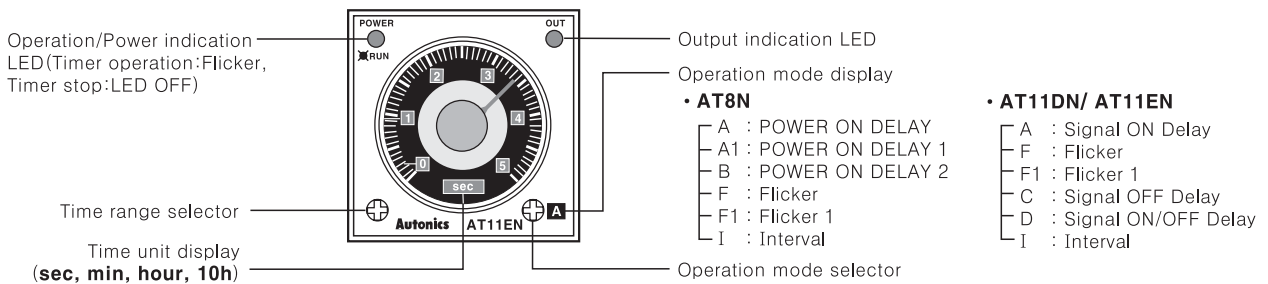 Operation/Power indication
LED(Timer operation:Flicker,
Timer stop:LED OFF)
Time range selector
Time unit display
(sec, min, hour, 10h)
POWER
OUT
RUN
2
3
1
4
0
5
sec
A
Autonics AT11EN
Output indication LED
Operation mode display
• AT8N
A : POWER ON DELAY
A1 : POWER ON DELAY 1
B : POWER ON DELAY 2
F : Flicker
F1 : Flicker 1
I : Interval
Operation mode selector
• AT11DN/ AT11EN
A : Signal ON Delay
F : Flicker
F1 : Flicker 1
C : Signal OFF Delay
D : Signal ON/OFF Delay
I : Interval